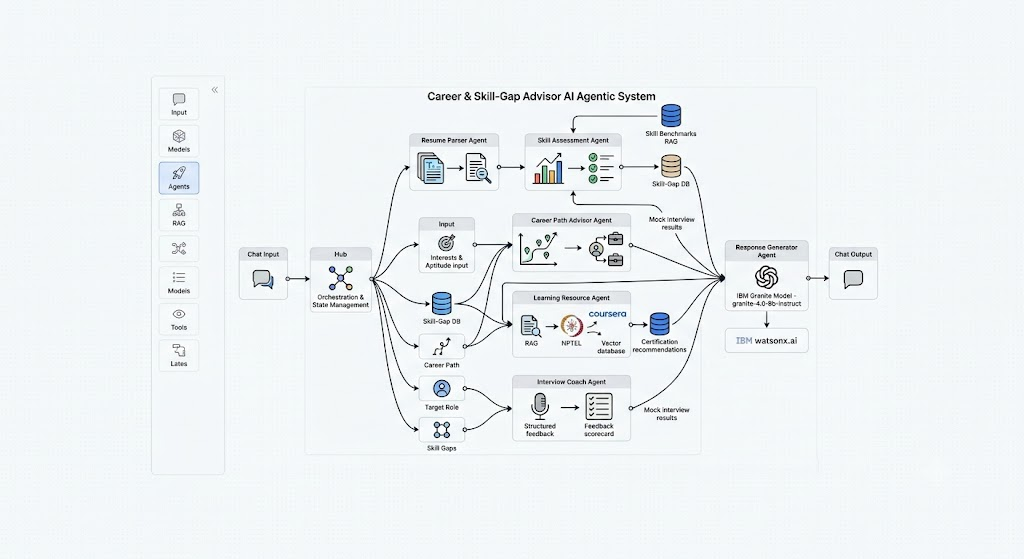 «
Input
Models
Agents
RAG
Models
Tools
Lates
Career & Skill-Gap Advisor AI Agentic System
Chat Input
Hub
Orchestration &
State Management
Resume Parser Agent
Skill Assessment Agent
Skill Benchmarks
RAG
Skill-Gap DB
Input
Interests &
Aptitude input
Career Path Advisor Agent
Mock Interview
results
Skill-Gap DB
Career Path
Learning Resource Agent
RAG
NPTEL
coursera
Vector
database
Certification
recommendations
Target Role
Skill Gaps
Interview Coach Agent
Structured
feedback
Feedback
scorecard
Mock interview
results
Response Generator
Agent
IBM Granite Model -
granite-4.0-8b-instruct
IBM watsonx.ai
Chat Output